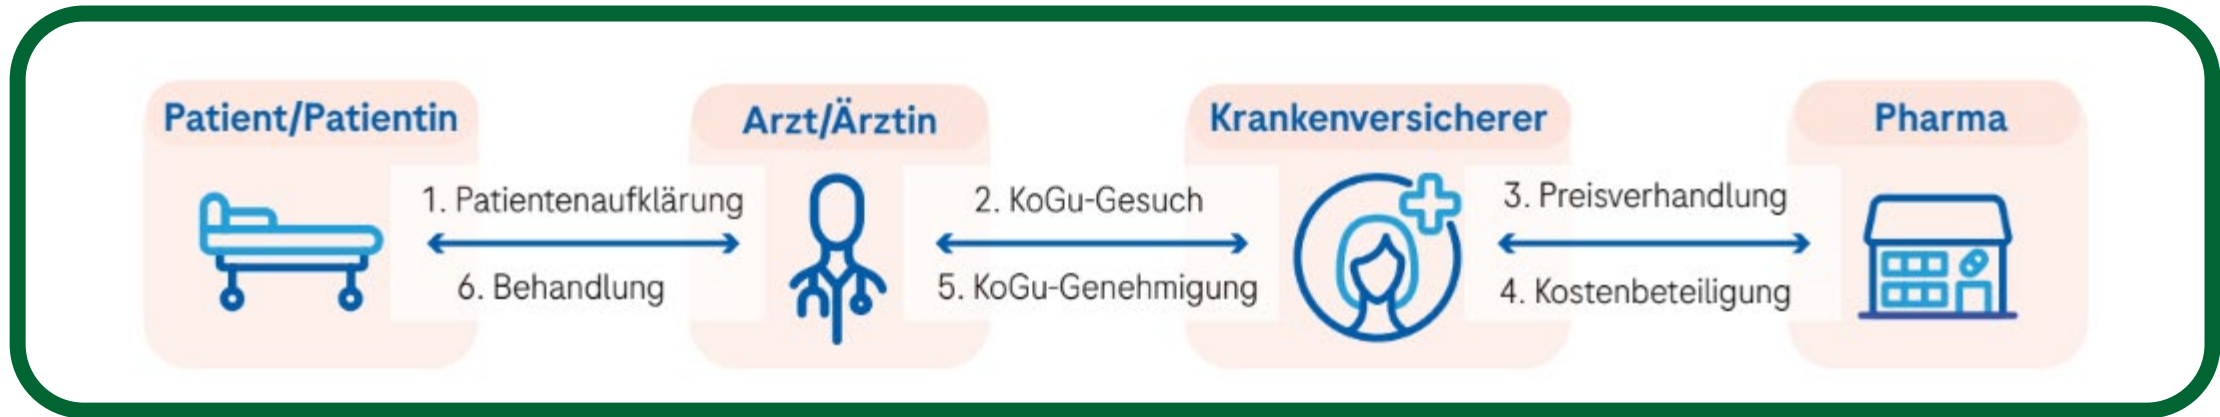 Patient/Patientin
Arzt/Ärztin
Krankenversicherer
Pharma
1. Patientenaufklärung
2. KoGu-Gesuch
3. Preisverhandlung
6. Behandlung
5. KoGu-Genehmigung
4. Kostenbeteiligung